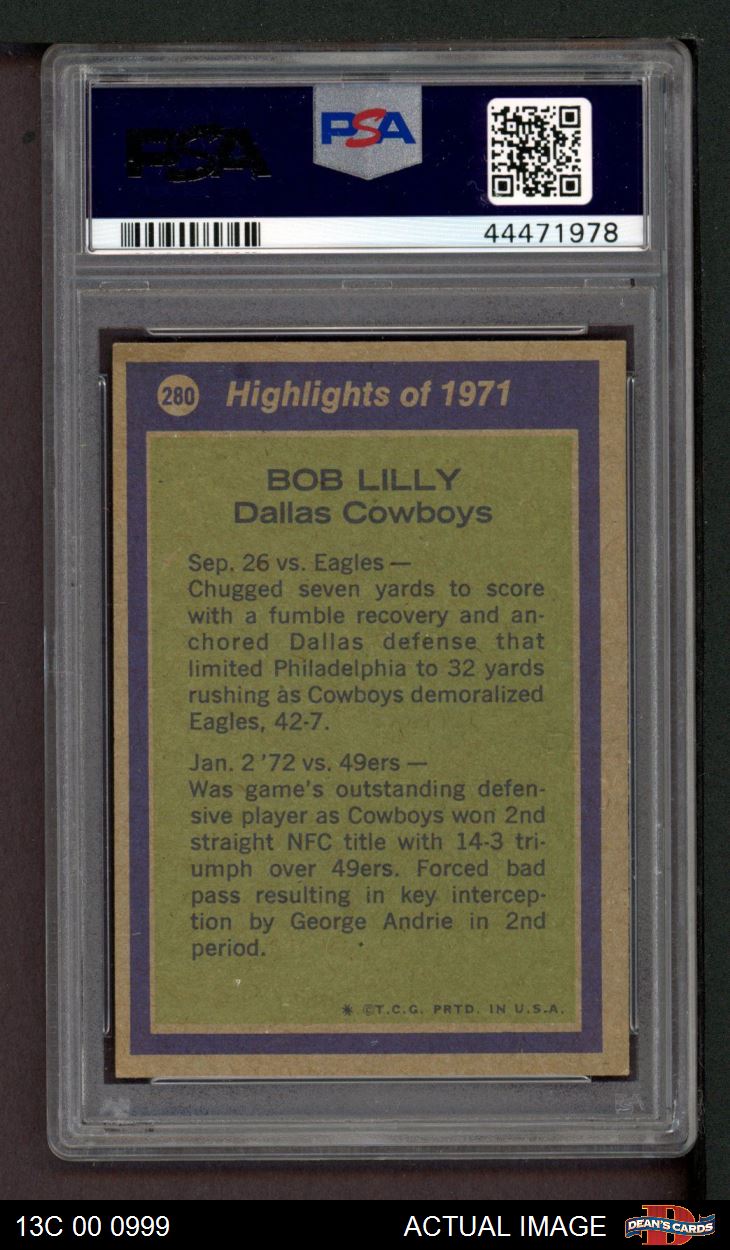 PSA
PSA
44471978
280 Highlights of 1971
BOB LILLY
Dallas Cowboys
Sep. 26 vs. Eagles —
Chugged seven yards to score
with a fumble recovery and an-
chored Dallas defense that
limited Philadelphia to 32 yards
rushing as Cowboys demoralized
Eagles, 42-7.
Jan. 2 '72 vs. 49ers —
Was game's outstanding defen-
sive player as Cowboys won 2nd
straight NFC title with 14-3 tri-
umph over 49ers. Forced bad
pass resulting in key intercep-
tion by George Andrie in 2nd
period.
* ©T.C.G. PRTD. IN U.S.A.
13C 00 0999 ACTUAL IMAGE D DEAN'S CARDS